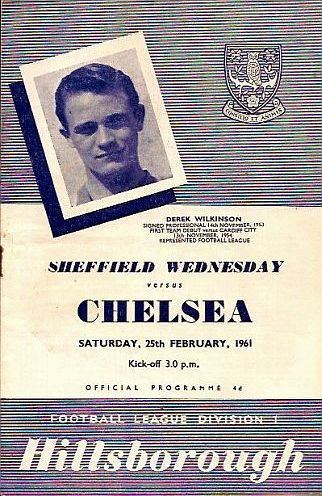 DEREK WILKINSON
SIGNED PROFESSIONAL 14th NOVEMBER, 1953
FIRST TEAM DEBUT versus CARDIFF CITY
13th NOVEMBER, 1954
REPRESENTED FOOTBALL LEAGUE
SHEFFIELD WEDNESDAY
versus
CHELSEA
SATURDAY, 25th FEBRUARY, 1961
Kick-off 3.0 p.m.
OFFICIAL PROGRAMME 4d
FOOTBALL LEAGUE DIVISION 1
Hillsborough